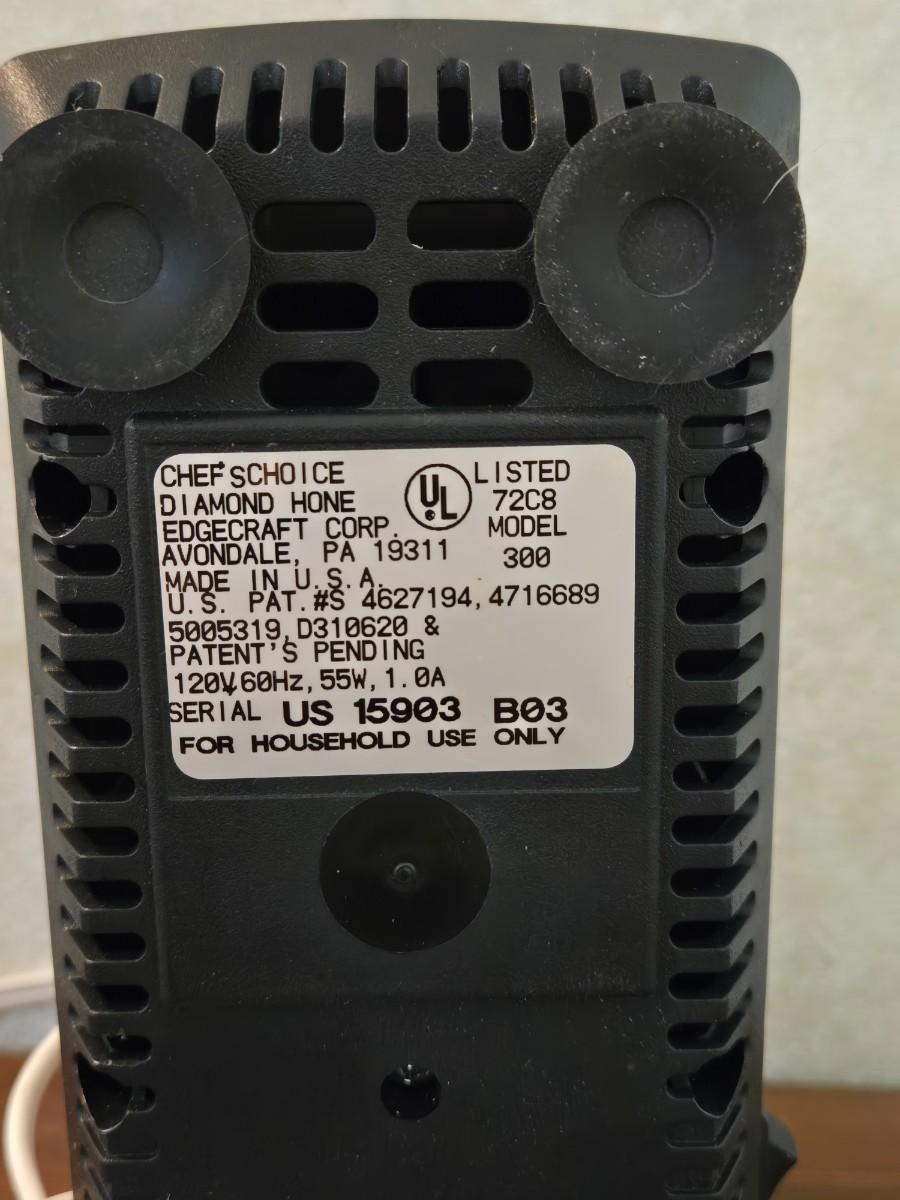 CHEF'SCHOICE
DIAMOND HONE
EDGECRAFT CORP.
AVONDALE, PA 19311
MADE IN U.S.A.
UL LISTED
72C8
MODEL
300
U.S. PAT.#S 4627194,4716689
5005319,D310620 &
PATENT'S PENDING
120V,60Hz,55W,1.0A
SERIAL US 15903 B03
FOR HOUSEHOLD USE ONLY